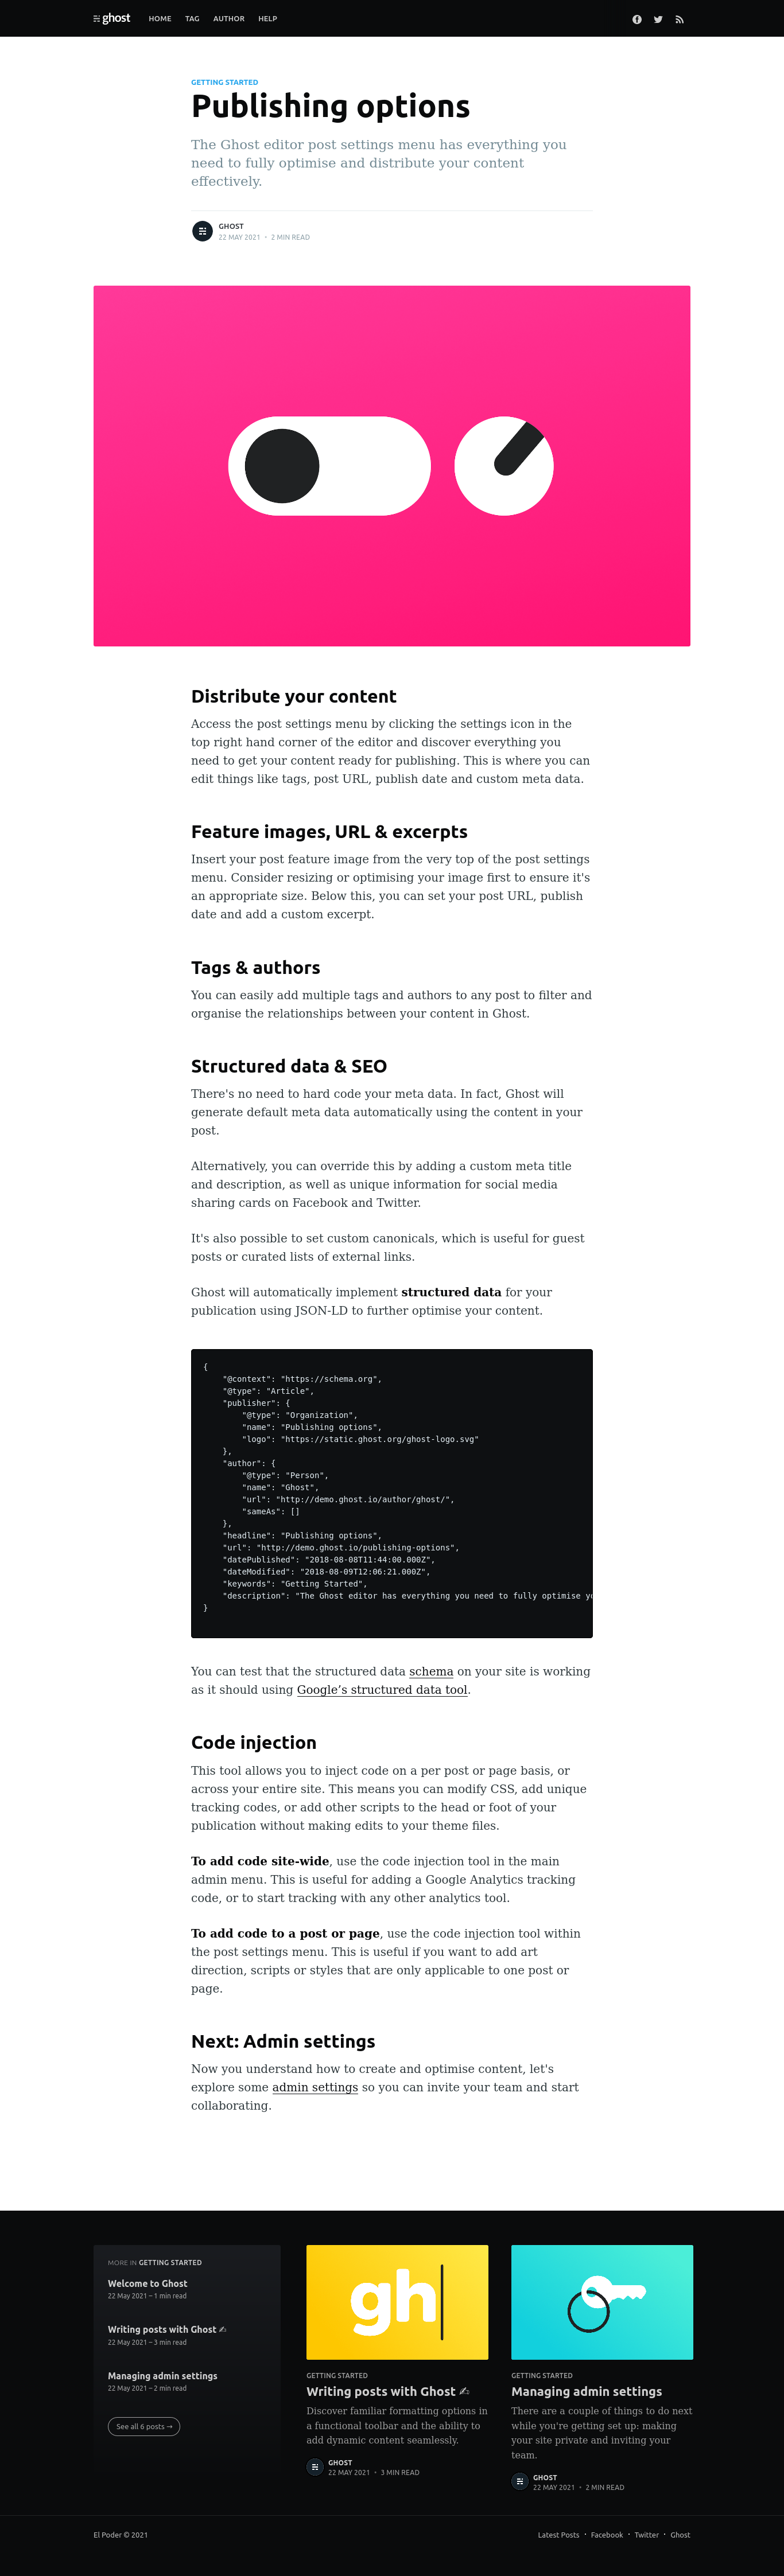 ghost HOME TAG AUTHOR HELP
GETTING STARTED
Publishing options
The Ghost editor post settings menu has everything you
need to fully optimise and distribute your content
effectively.
GHOST
22 MAY 2021 • 2 MIN READ
Distribute your content
Access the post settings menu by clicking the settings icon in the
top right hand corner of the editor and discover everything you
need to get your content ready for publishing. This is where you can
edit things like tags, post URL, publish date and custom meta data.
Feature images, URL & excerpts
Insert your post feature image from the very top of the post settings
menu. Consider resizing or optimising your image first to ensure it's
an appropriate size. Below this, you can set your post URL, publish
date and add a custom excerpt.
Tags & authors
You can easily add multiple tags and authors to any post to filter and
organise the relationships between your content in Ghost.
Structured data & SEO
There's no need to hard code your meta data. In fact, Ghost will
generate default meta data automatically using the content in your
post.
Alternatively, you can override this by adding a custom meta title
and description, as well as unique information for social media
sharing cards on Facebook and Twitter.
It's also possible to set custom canonicals, which is useful for guest
posts or curated lists of external links.
Ghost will automatically implement structured data for your
publication using JSON-LD to further optimise your content.
{
    "@context": "https://schema.org",
    "@type": "Article",
    "publisher": {
        "@type": "Organization",
        "name": "Publishing options",
        "logo": "https://static.ghost.org/ghost-logo.svg"
    },
    "author": {
        "@type": "Person",
        "name": "Ghost",
        "url": "http://demo.ghost.io/author/ghost/",
        "sameAs": []
    },
    "headline": "Publishing options",
    "url": "http://demo.ghost.io/publishing-options",
    "datePublished": "2018-08-08T11:44:00.000Z",
    "dateModified": "2018-08-09T12:06:21.000Z",
    "keywords": "Getting Started",
    "description": "The Ghost editor has everything you need to fully optimise yo
}
You can test that the structured data schema on your site is working
as it should using Google’s structured data tool.
Code injection
This tool allows you to inject code on a per post or page basis, or
across your entire site. This means you can modify CSS, add unique
tracking codes, or add other scripts to the head or foot of your
publication without making edits to your theme files.
To add code site-wide, use the code injection tool in the main
admin menu. This is useful for adding a Google Analytics tracking
code, or to start tracking with any other analytics tool.
To add code to a post or page, use the code injection tool within
the post settings menu. This is useful if you want to add art
direction, scripts or styles that are only applicable to one post or
page.
Next: Admin settings
Now you understand how to create and optimise content, let's
explore some admin settings so you can invite your team and start
collaborating.
MORE IN GETTING STARTED
Welcome to Ghost
22 May 2021 – 1 min read
Writing posts with Ghost ✍️
22 May 2021 – 3 min read
Managing admin settings
22 May 2021 – 2 min read
See all 6 posts →
gh
GETTING STARTED
Writing posts with Ghost ✍️
Discover familiar formatting options in
a functional toolbar and the ability to
add dynamic content seamlessly.
GHOST
22 MAY 2021 • 3 MIN READ
GETTING STARTED
Managing admin settings
There are a couple of things to do next
while you're getting set up: making
your site private and inviting your
team.
GHOST
22 MAY 2021 • 2 MIN READ
El Poder © 2021
Latest Posts • Facebook • Twitter • Ghost